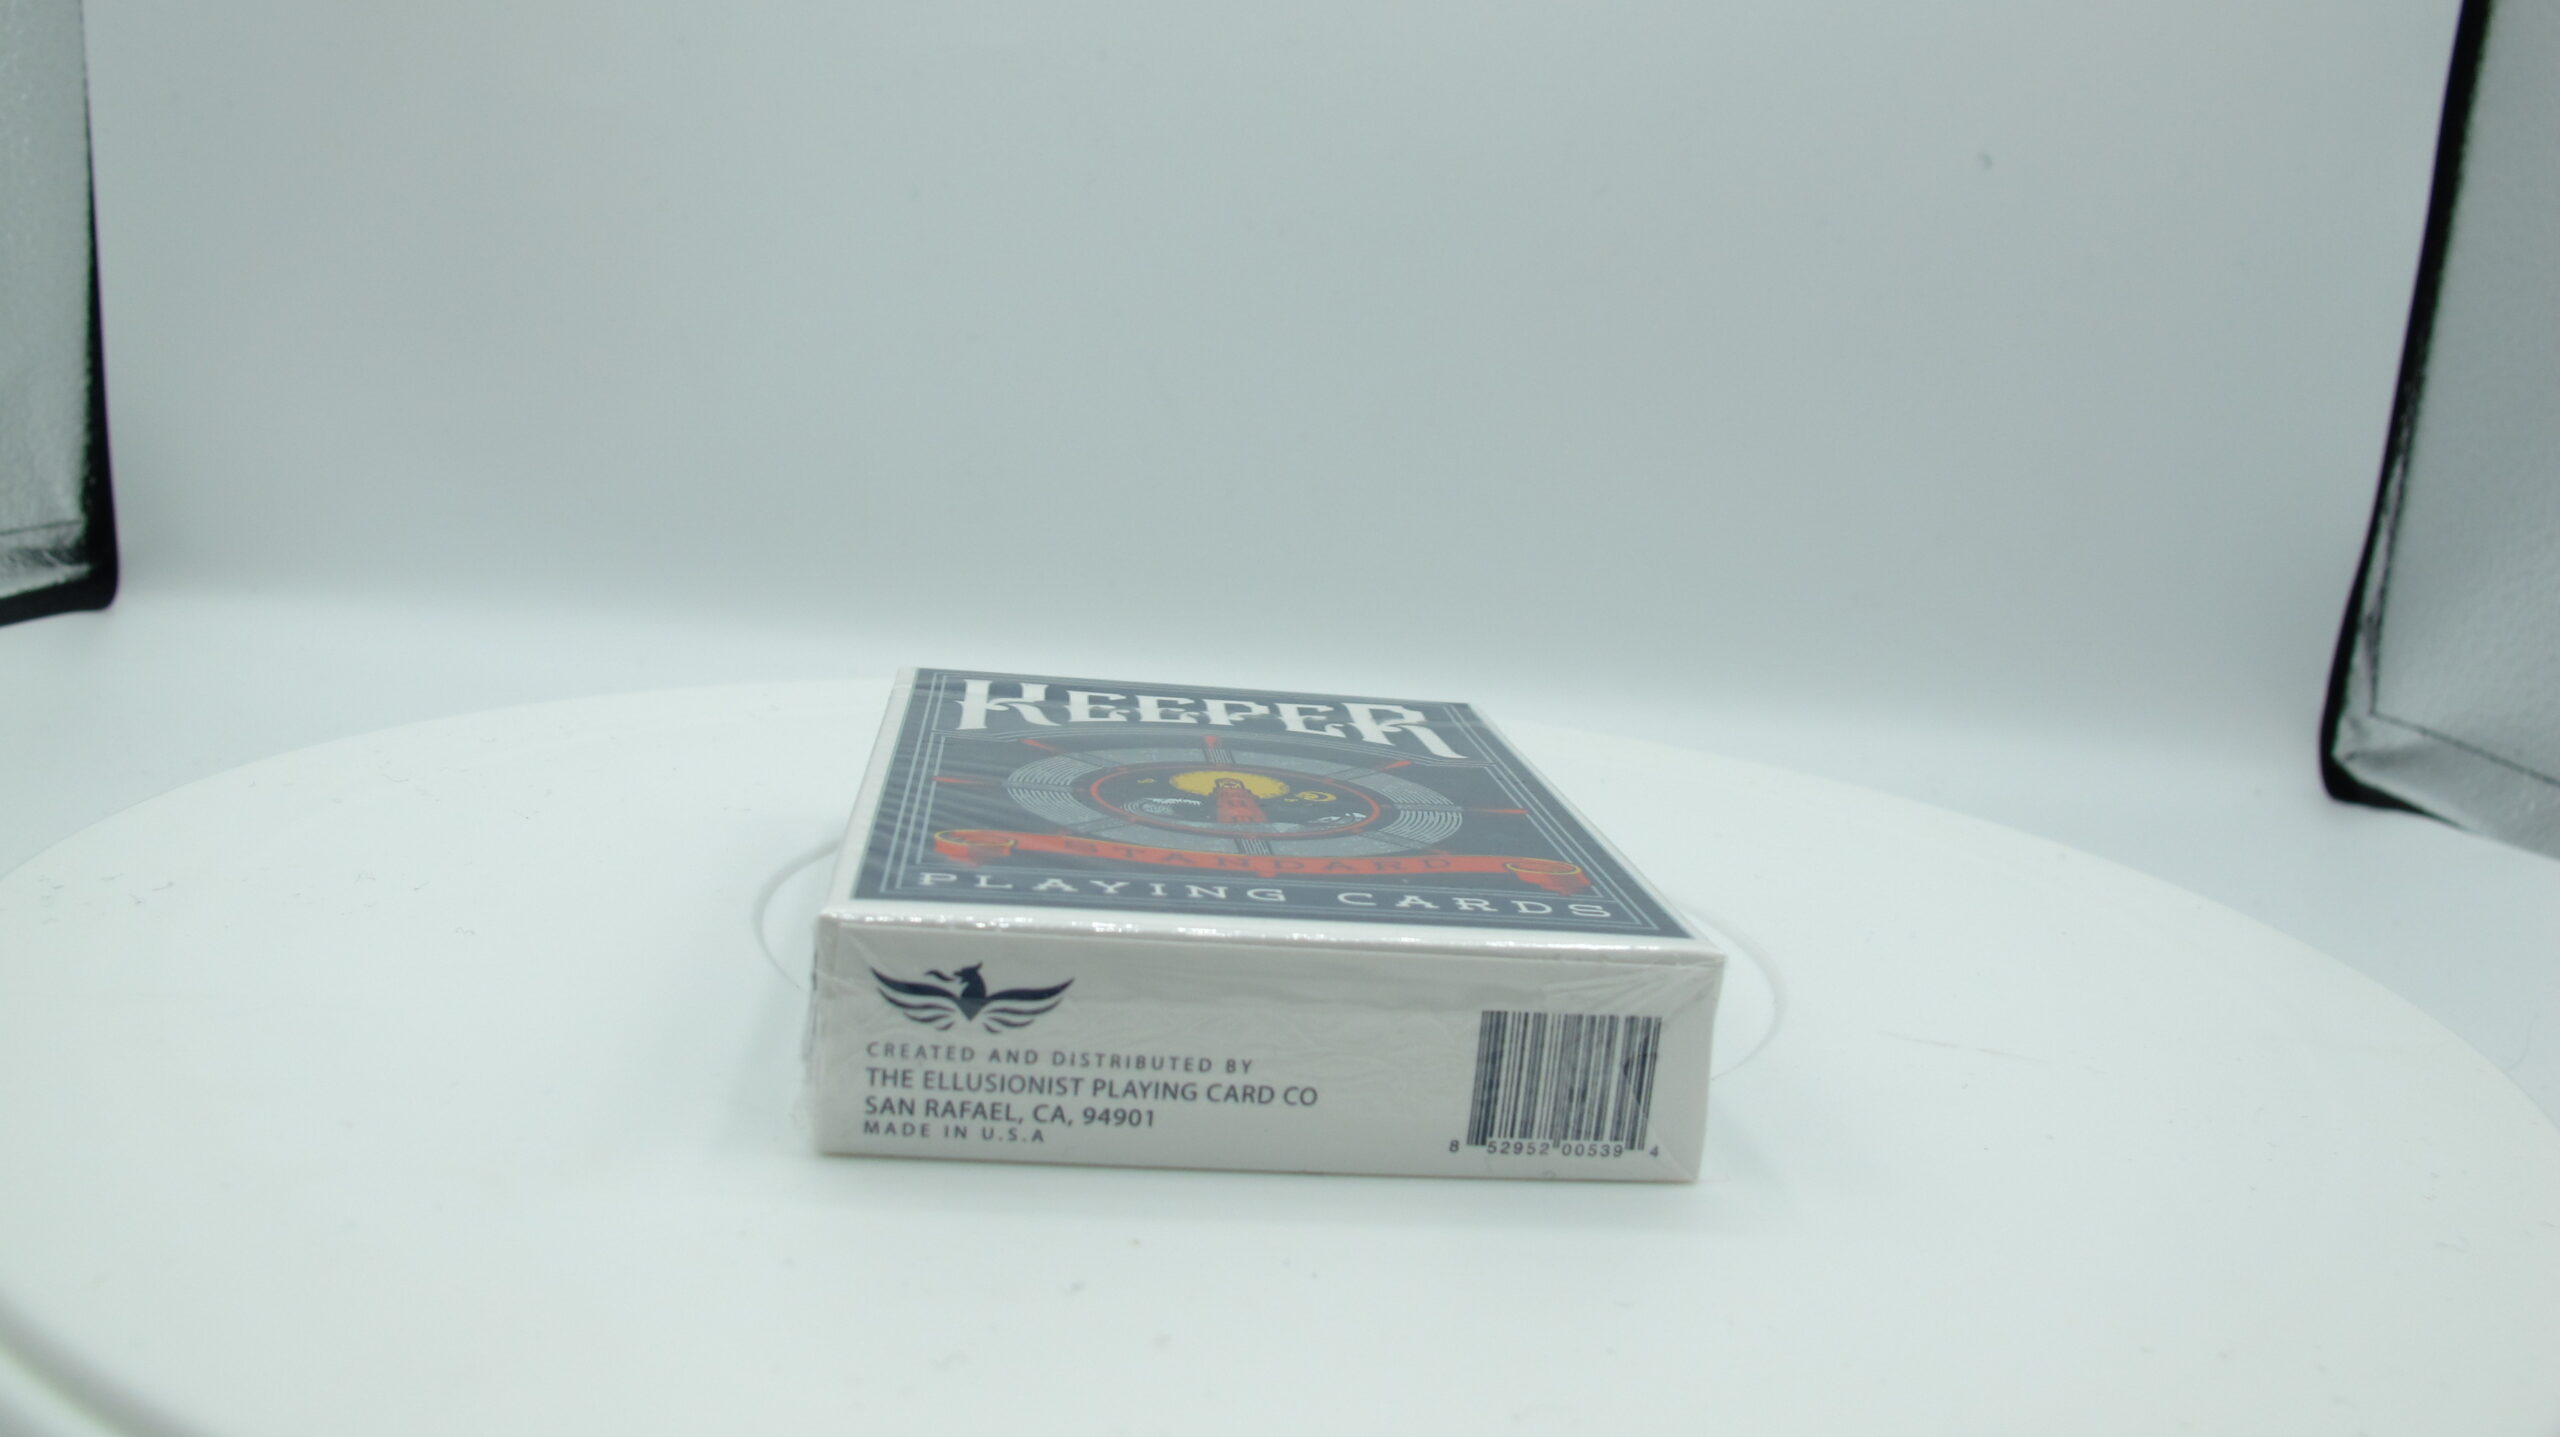 KEEPER
STANDARD
PLAYING CARDS
CREATED AND DISTRIBUTED BY
THE ELLUSIONIST PLAYING CARD CO
SAN RAFAEL, CA, 94901
MADE IN U.S.A
8 52952 00539 4